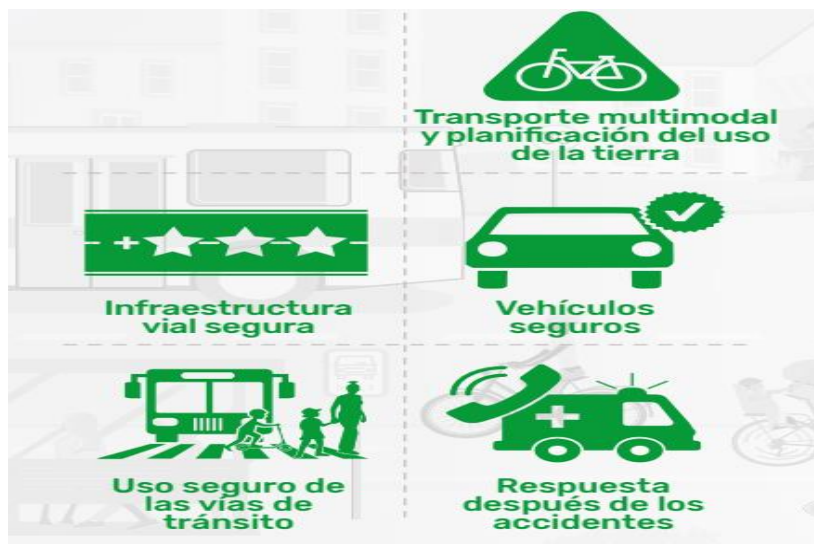 Transporte multimodal
y planificación del uso
de la tierra
Infraestructura
vial segura
Vehículos
seguros
Uso seguro de
las vías de
tránsito
Respuesta
después de los
accidentes